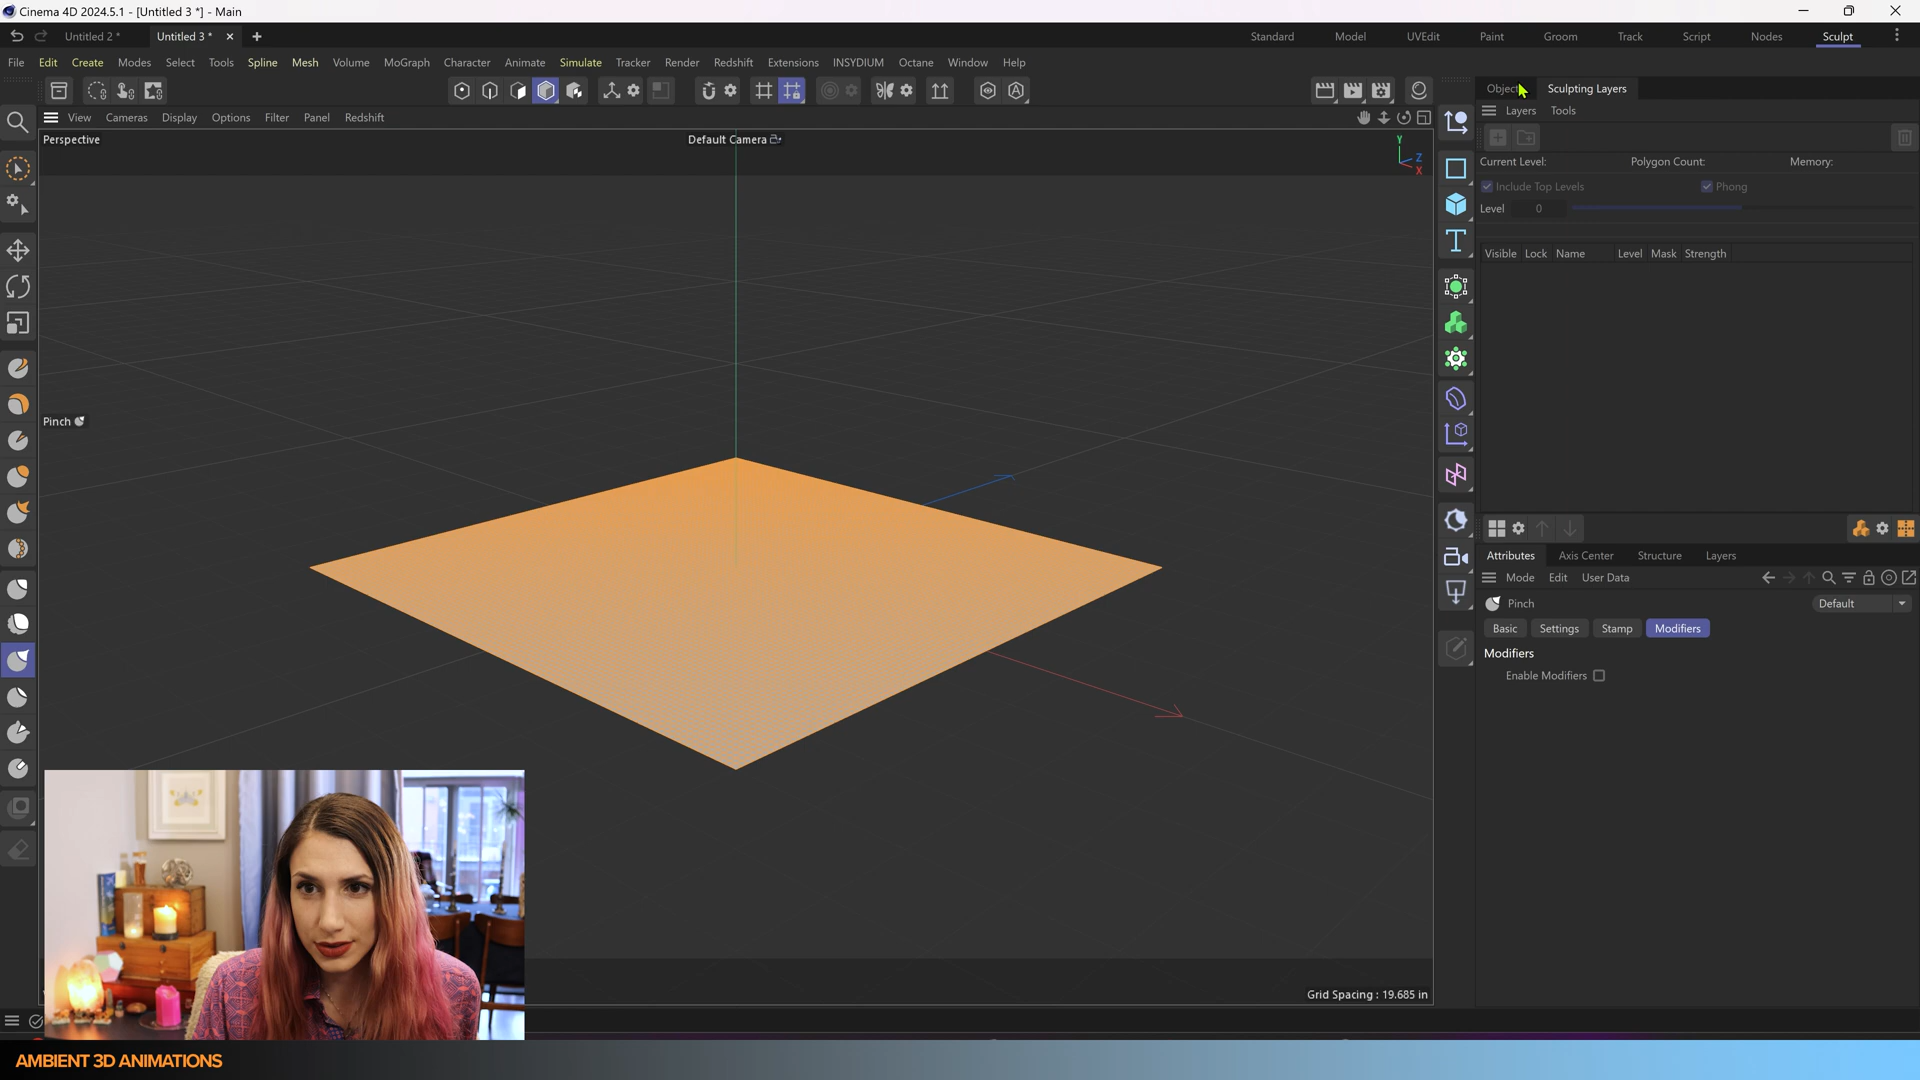 Cinema 4D 2024.5.1 - [Untitled 3 *] - Main
Untitled 2 *
Untitled 3 *
Standard
Model
UVEdit
Paint
Groom
Track
Script
Nodes
Sculpt
File
Edit
Create
Modes
Select
Tools
Spline
Mesh
Volume
MoGraph
Character
Animate
Simulate
Tracker
Render
Redshift
Extensions
INSYDIUM
Octane
Window
Help
Sculpting Layers
Layers
Tools
View
Cameras
Display
Options
Filter
Panel
Redshift
Perspective
Default Camera
Y
Z
X
Current Level:
Polygon Count:
Memory:
Include Top Levels
Phong
Level
0
Visible
Lock
Name
Level
Mask
Strength
Pinch
Attributes
Axis Center
Structure
Layers
Mode
Edit
User Data
Pinch
Default
Basic
Settings
Stamp
Modifiers
Modifiers
Enable Modifiers
Grid Spacing : 19.685 in
AMBIENT 3D ANIMATIONS